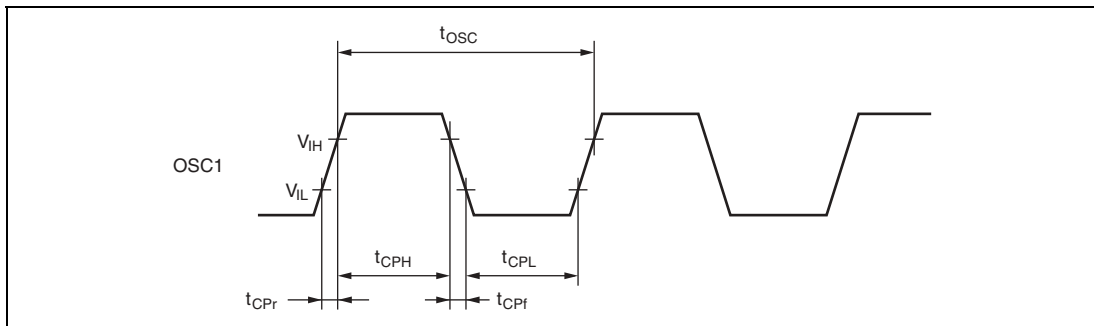 tOSC
VIH
OSC1
VIL
tCPH
tCPL
tCPr
tCPf